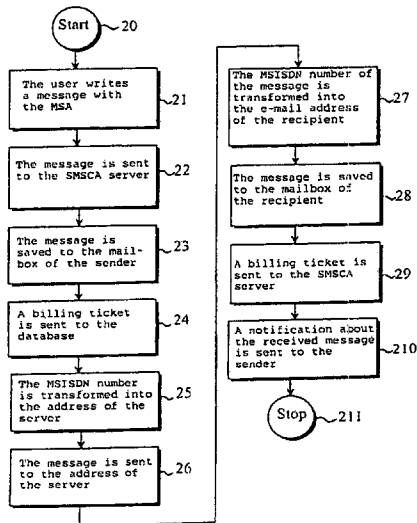 Start
20
The user writes
a message with
the MSA
21
The message is sent
to the SMSCA server
22
The message is
saved to the mail-
box of the sender
23
A billing ticket
is sent to the
database
24
The MSISDN number
is transformed into
the address of the
server
25
The message is sent
to the address of
the server
26
The MSISDN number of
the message is
transformed into
the e-mail address
of the recipient
27
The message is saved
to the mailbox of
the recipient
28
A billing ticket is
sent to the SMSCA
server
29
A notification about
the received message
is sent to the
sender
210
Stop
211